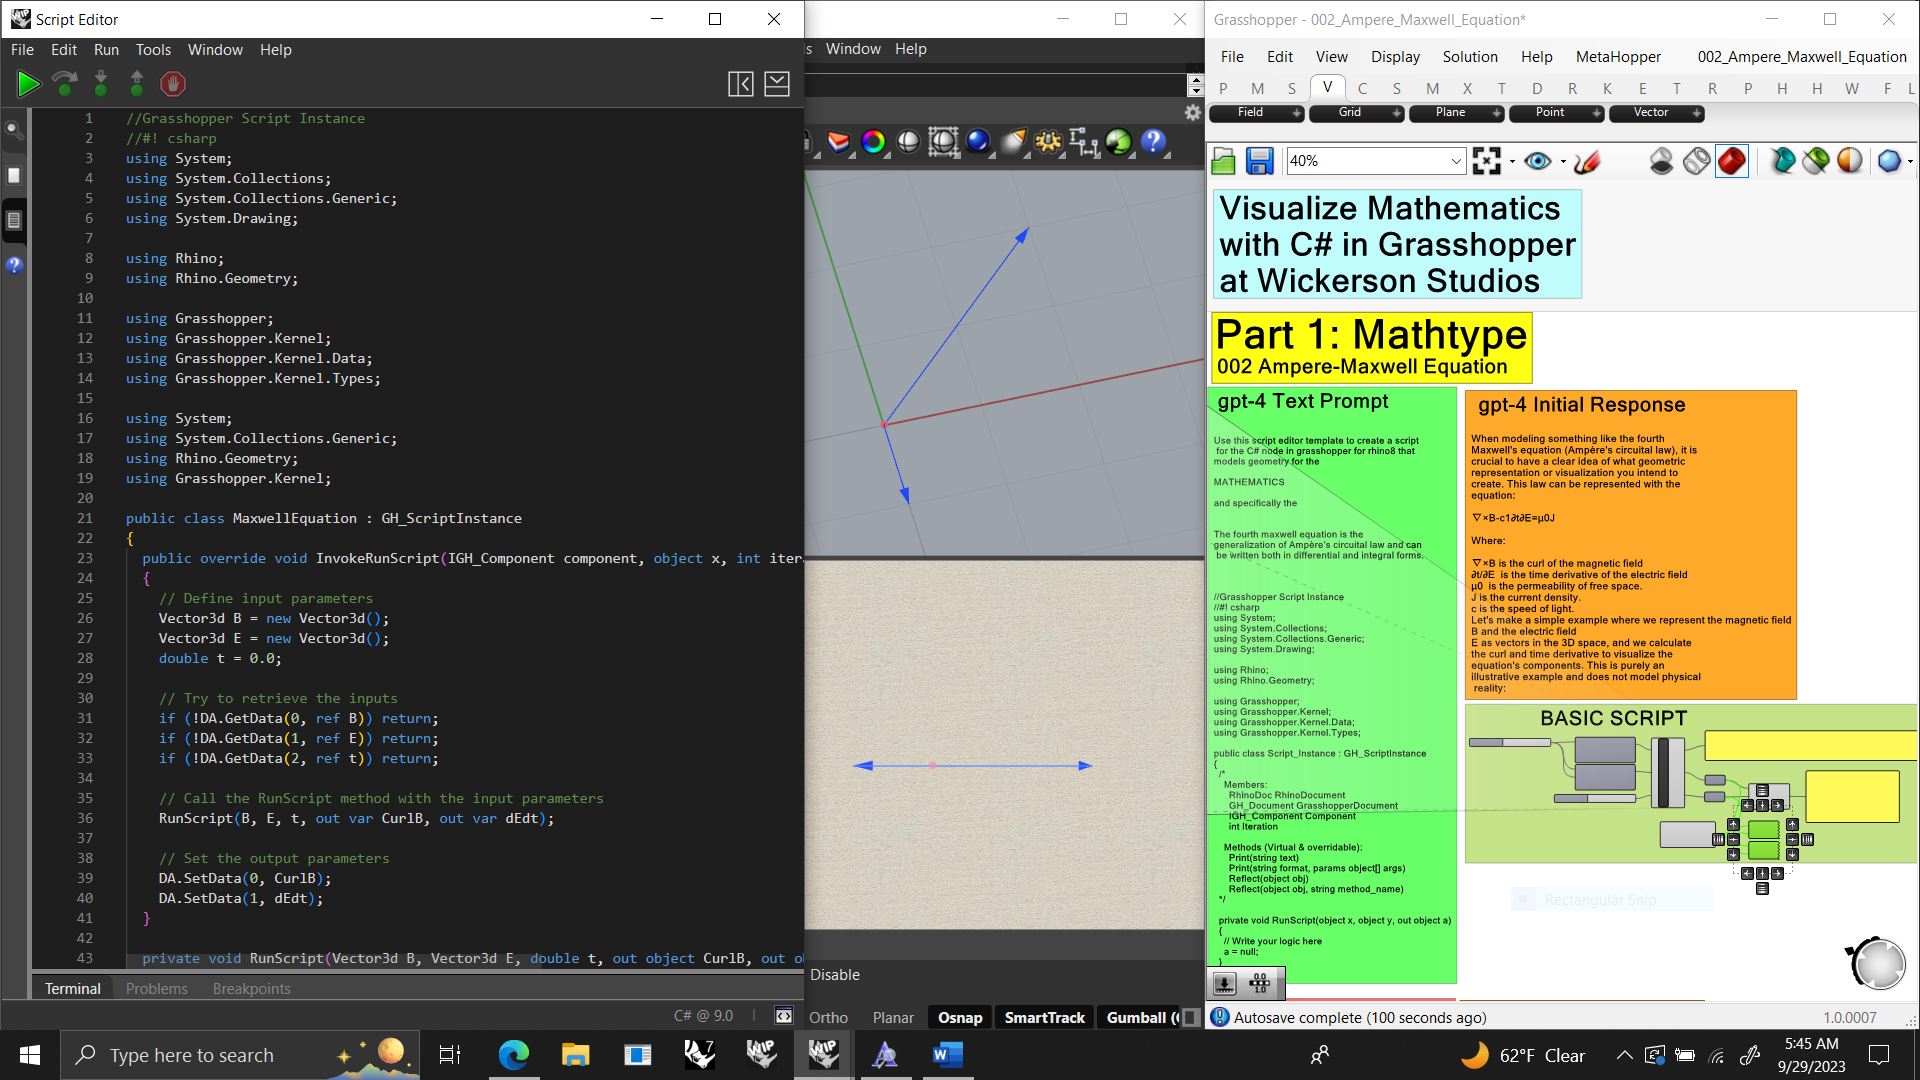 Script Editor
File Edit Run Tools Window Help
1 //Grasshopper Script Instance
2 //#! csharp
3 using System;
4 using System.Collections;
5 using System.Collections.Generic;
6 using System.Drawing;
7
8 using Rhino;
9 using Rhino.Geometry;
10
11 using Grasshopper;
12 using Grasshopper.Kernel;
13 using Grasshopper.Kernel.Data;
14 using Grasshopper.Kernel.Types;
15
16 using System;
17 using System.Collections.Generic;
18 using Rhino.Geometry;
19 using Grasshopper.Kernel;
20
21 public class MaxwellEquation : GH_ScriptInstance
22 {
23 public override void InvokeRunScript(IGH_Component component, object x, int iter
24 {
25 // Define input parameters
26 Vector3d B = new Vector3d();
27 Vector3d E = new Vector3d();
28 double t = 0.0;
29
30 // Try to retrieve the inputs
31 if (!DA.GetData(0, ref B)) return;
32 if (!DA.GetData(1, ref E)) return;
33 if (!DA.GetData(2, ref t)) return;
34
35 // Call the RunScript method with the input parameters
36 RunScript(B, E, t, out var CurlB, out var dEdt);
37
38 // Set the output parameters
39 DA.SetData(0, CurlB);
40 DA.SetData(1, dEdt);
41 }
42
43 private void RunScript(Vector3d B, Vector3d E, double t, out object CurlB, out o
Terminal Problems Breakpoints
C# @ 9.0
ls Window Help
Disable
Ortho Planar Osnap SmartTrack Gumball (
Grasshopper - 002_Ampere_Maxwell_Equation*
File Edit View Display Solution Help MetaHopper 002_Ampere_Maxwell_Equation
P M S V C S M X T D R K E T R P H H W F L
Field Grid Plane Point Vector
40%
Visualize Mathematics
with C# in Grasshopper
at Wickerson Studios
Part 1: Mathtype
002 Ampere-Maxwell Equation
gpt-4 Text Prompt
Use this script editor template to create a script
for the C# node in grasshopper for rhino8 that
models geometry for the
MATHEMATICS
and specifically the
The fourth maxwell equation is the
generalization of Ampère's circuital law and can
be written both in differential and integral forms.
//Grasshopper Script Instance
//#! csharp
using System;
using System.Collections;
using System.Collections.Generic;
using System.Drawing;
using Rhino;
using Rhino.Geometry;
using Grasshopper;
using Grasshopper.Kernel;
using Grasshopper.Kernel.Data;
using Grasshopper.Kernel.Types;
public class Script_Instance : GH_ScriptInstance
{
/*
Members:
RhinoDoc RhinoDocument
GH_Document GrasshopperDocument
IGH_Component Component
int Iteration
Methods (Virtual & overridable):
Print(string text)
Print(string format, params object[] args)
Reflect(object obj)
Reflect(object obj, string method_name)
*/
private void RunScript(object x, object y, out object a)
{
// Write your logic here
a = null;
}
gpt-4 Initial Response
When modeling something like the fourth
Maxwell's equation (Ampère's circuital law), it is
crucial to have a clear idea of what geometric
representation or visualization you intend to
create. This law can be represented with the
equation:
∇×B-c1∂t∂E=μ0J
Where:
∇×B is the curl of the magnetic field
∂t/∂E is the time derivative of the electric field
μ0 is the permeability of free space.
J is the current density.
c is the speed of light.
Let's make a simple example where we represent the magnetic field
B and the electric field
E as vectors in the 3D space, and we calculate
the curl and time derivative to visualize the
equation's components. This is purely an
illustrative example and does not model physical
reality:
BASIC SCRIPT
Rectangular Snip
0.0
1.0
Autosave complete (100 seconds ago)
1.0.0007
Type here to search
7
WIP
WIP
W
62°F Clear
5:45 AM
9/29/2023